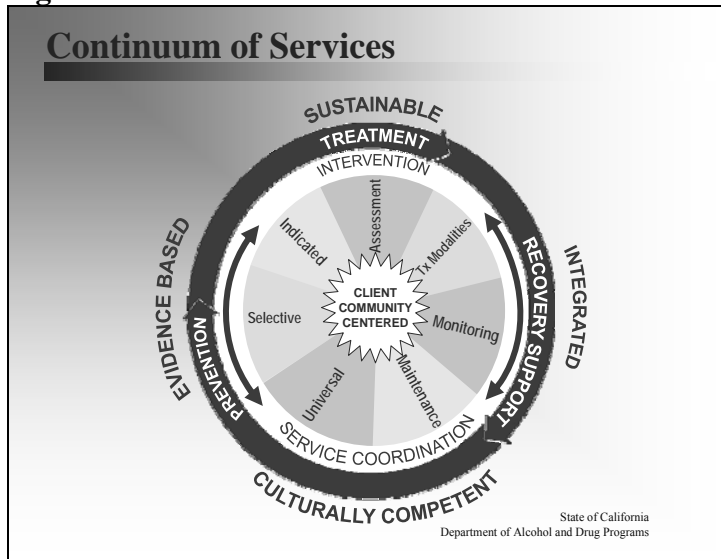 Continuum of Services
SUSTAINABLE
TREATMENT
INTERVENTION
Assessment
Indicated
Tx Modalities
EVIDENCE BASED
INTEGRATED
CLIENT
COMMUNITY
CENTERED
Selective
Monitoring
RECOVERY SUPPORT
PREVENTION
Universal
Maintenance
SERVICE COORDINATION
CULTURALLY COMPETENT
State of California
Department of Alcohol and Drug Programs